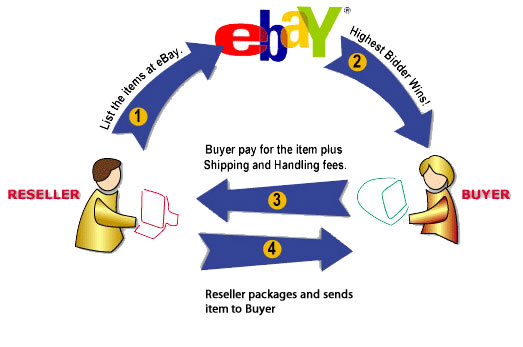 ebaY®
List the items at eBay.
1
2
Highest Bidder Wins!
Buyer pay for the item plus
Shipping and Handling fees.
RESELLER
3
BUYER
4
Reseller packages and sends
item to Buyer